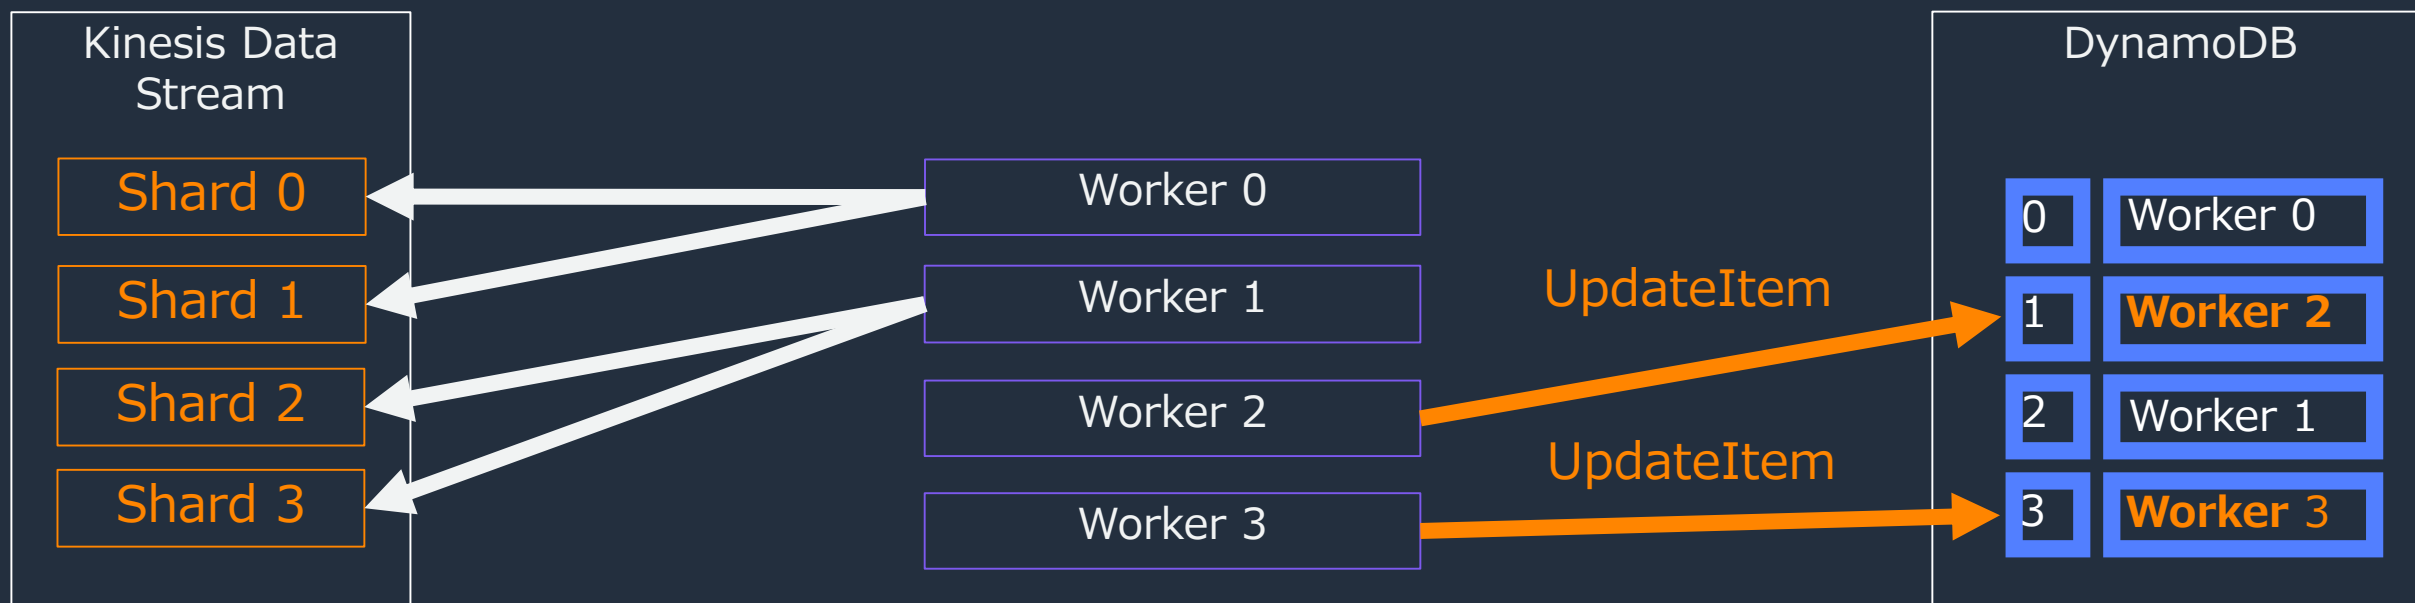 Kinesis Data
Stream
Shard 0
Shard 1
Shard 2
Shard 3
Worker 0
Worker 1
Worker 2
Worker 3
UpdateItem
UpdateItem
DynamoDB
0 Worker 0
1 Worker 2
2 Worker 1
3 Worker 3